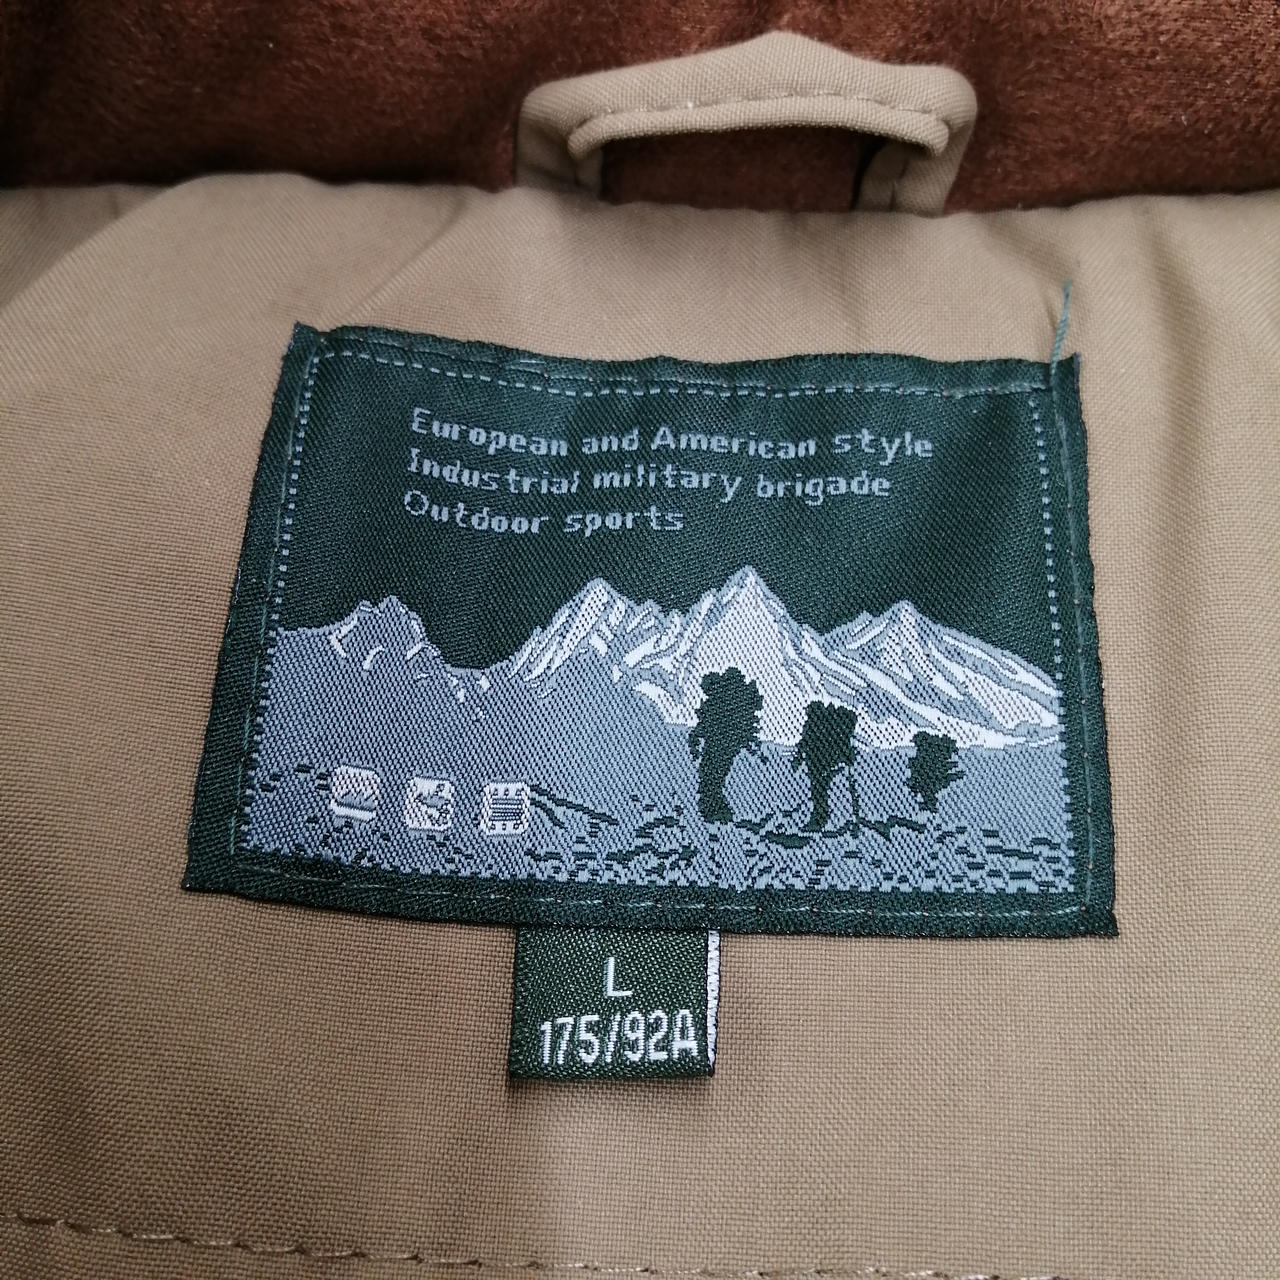 European and American style
Industrial military brigade
Outdoor sports
L
175/92A